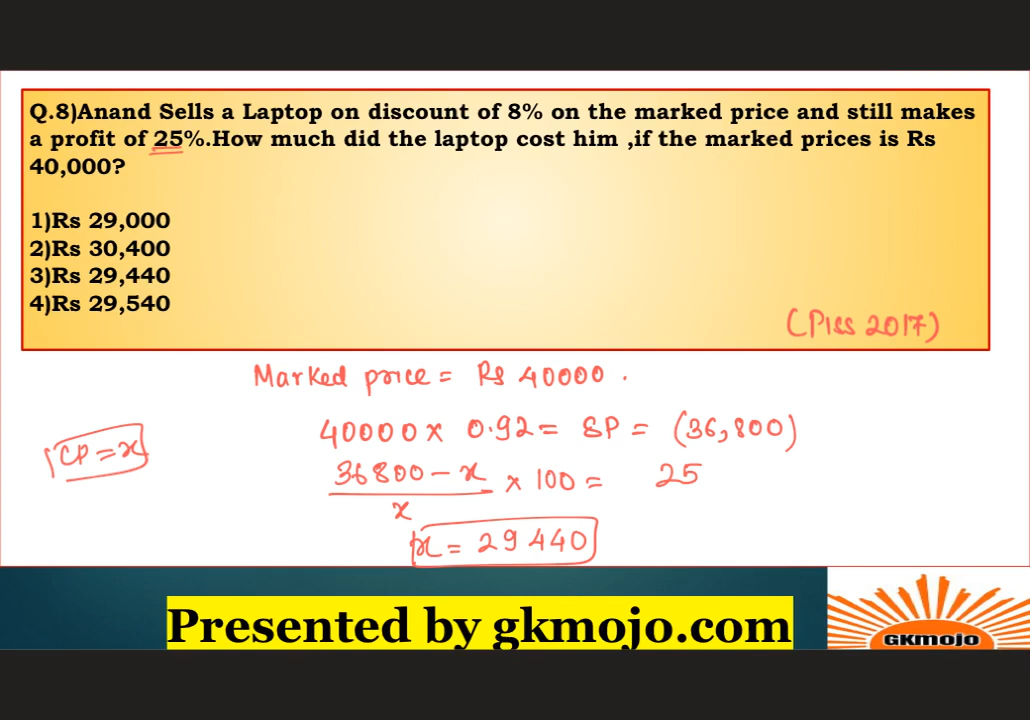 Q.8)Anand Sells a Laptop on discount of 8% on the marked price and still makes
a profit of 25%.How much did the laptop cost him ,if the marked prices is Rs
40,000?
1)Rs 29,000
2)Rs 30,400
3)Rs 29,440
4)Rs 29,540
(PISS 2017)
Marked price = Rs 40000 .
40000 × 0.92 = SP = (36,800)
CP = x
36800 - x
x
× 100 = 25
x = 29440
Presented by gkmojo.com
GKmojo